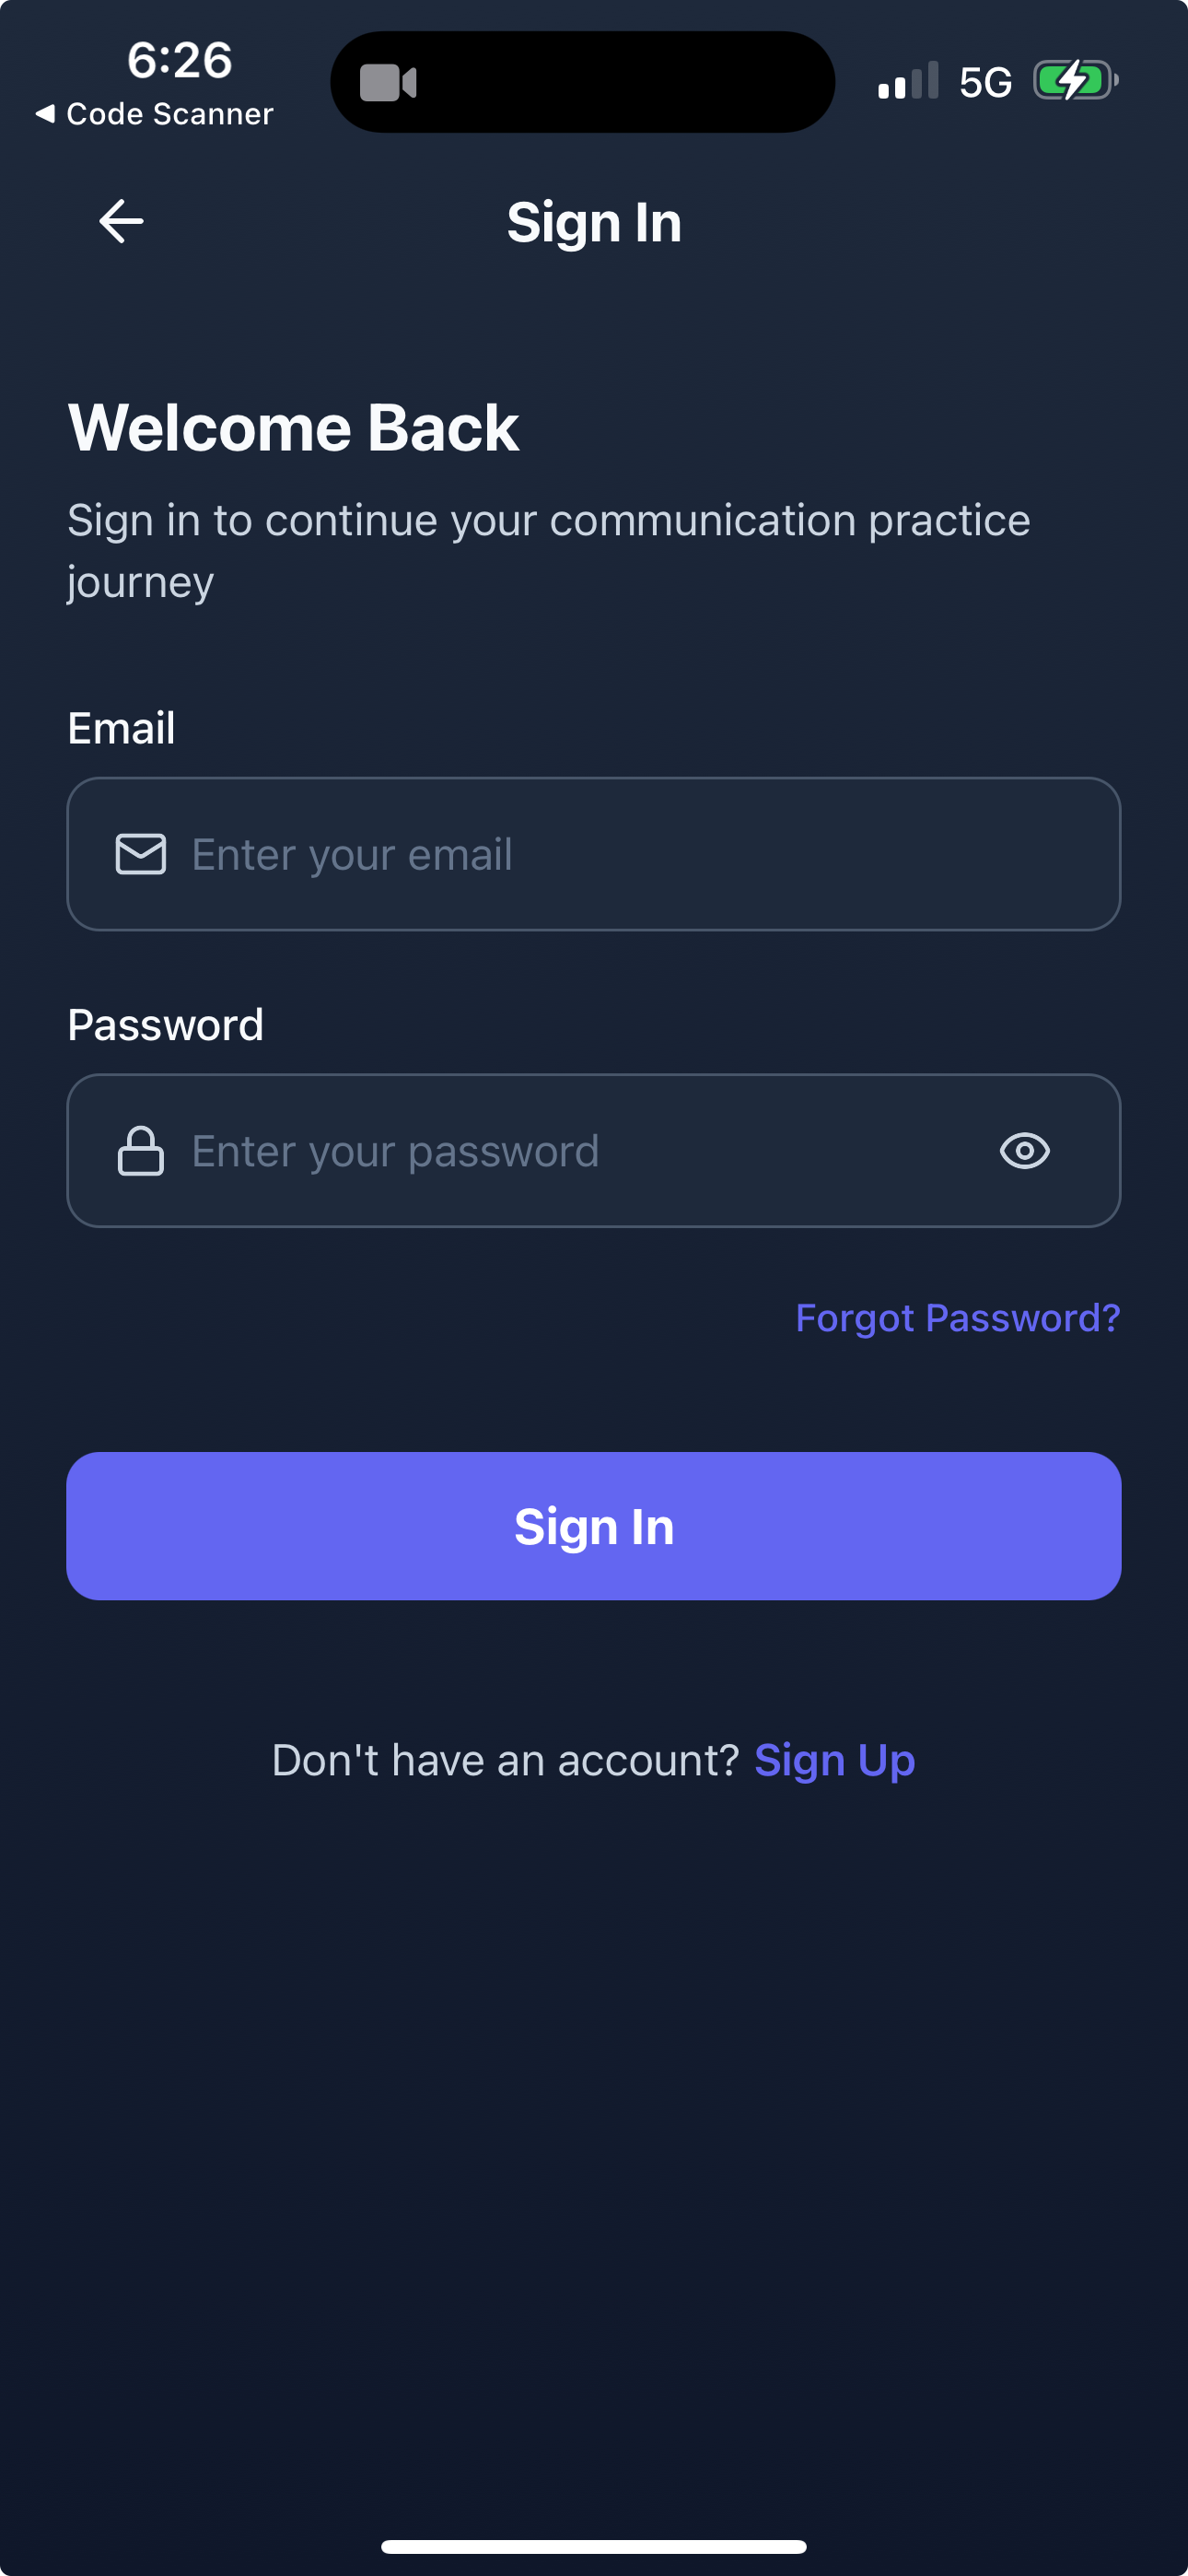 6:26
Code Scanner
5G
Sign In
Welcome Back
Sign in to continue your communication practice
journey
Email
Enter your email
Password
Enter your password
Forgot Password?
Sign In
Don't have an account? Sign Up